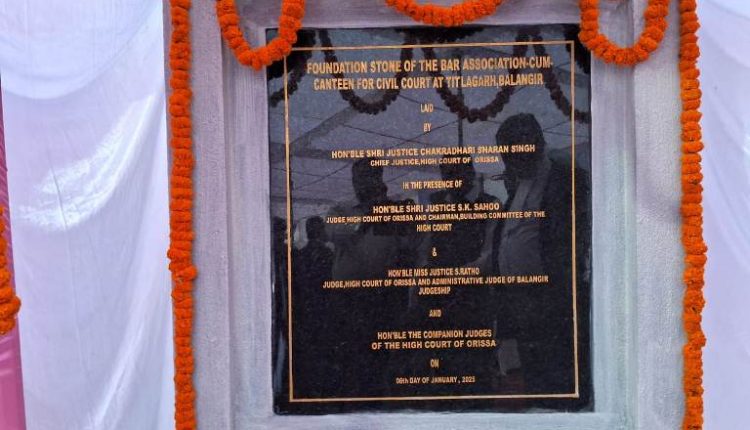 FOUNDATION STONE OF THE BAR ASSOCIATION-CUM-
CANTEEN FOR CIVIL COURT AT TITLAGARH,BALANGIR
LAID
BY
HON'BLE SHRI JUSTICE CHAKRADHARI SHARAN SINGH
CHIEF JUSTICE,HIGH COURT OF ORISSA
IN THE PRESENCE OF
HON'BLE SHRI JUSTICE S.K. SAHOO
JUDGE HIGH COURT OF ORISSA AND CHAIRMAN,BUILDING COMMITTEE OF THE
HIGH COURT
&
HON'BLE MISS JUSTICE S.RATHO
JUDGE,HIGH COURT OF ORISSA AND ADMINISTRATIVE JUDGE OF BALANGIR
JUDGESHIP
AND
HON'BLE THE COMPANION JUDGES
OF THE HIGH COURT OF ORISSA
ON
DAY OF JANUARY , 2025